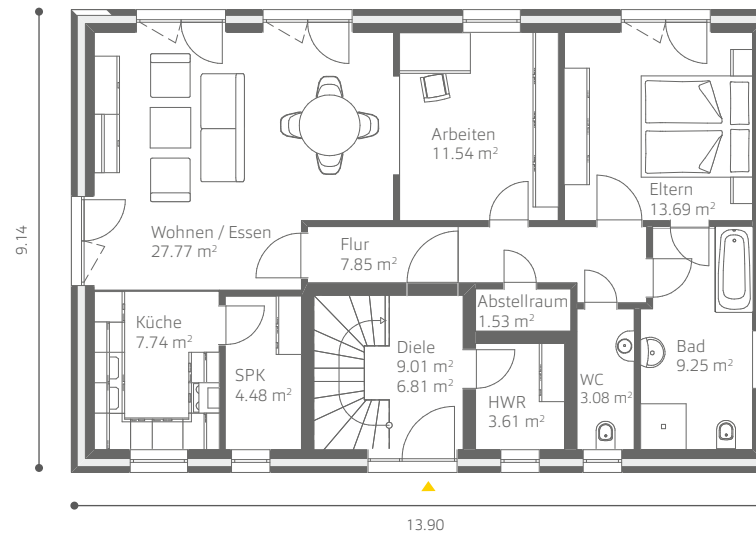 Arbeiten
11.54 m²
Eltern
13.69 m²
Wohnen / Essen
27.77 m²
Flur
7.85 m²
9.14
Abstellraum
1.53 m²
Küche
7.74 m²
Diele
9.01 m²
6.81 m²
Bad
9.25 m²
SPK
4.48 m²
WC
3.08 m²
HWR
3.61 m²
13.90